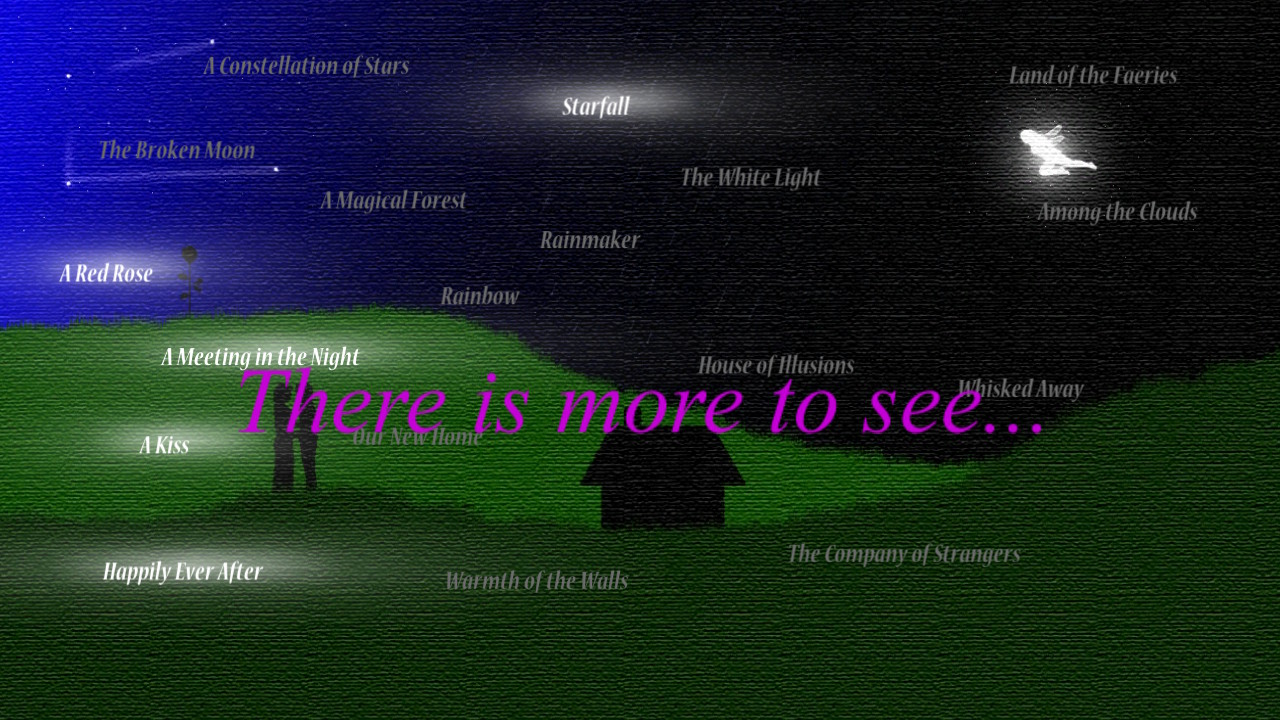 A Constellation of Stars
Land of the Faeries
Starfall
The Broken Moon
The White Light
A Magical Forest
Among the Clouds
Rainmaker
A Red Rose
Rainbow
A Meeting in the Night
House of Illusions
Whisked Away
There is more to see...
Our New Home
A Kiss
The Company of Strangers
Happily Ever After
Warmth of the Walls